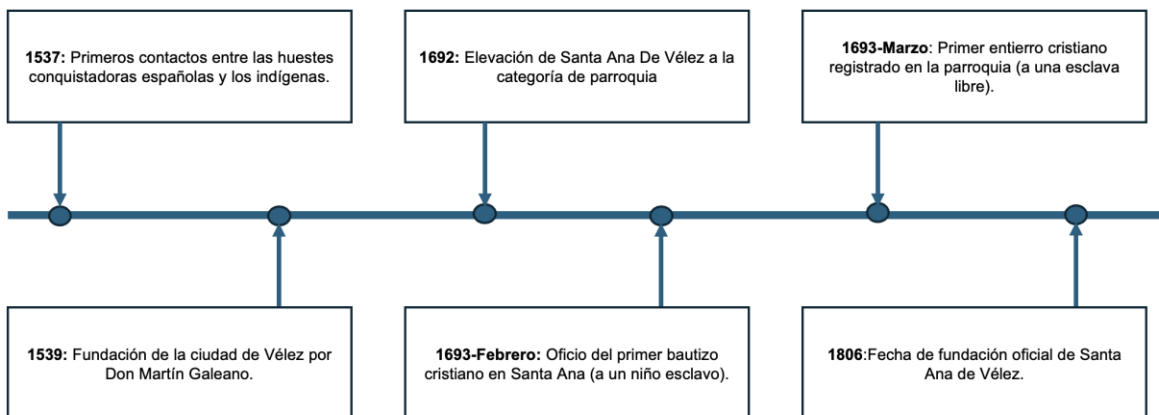 1537: Primeros contactos entre las huestes
conquistadoras españolas y los indígenas.
1692: Elevación de Santa Ana De Vélez a la
categoría de parroquia
1693-Marzo: Primer entierro cristiano
registrado en la parroquia (a una esclava
libre).
1539: Fundación de la ciudad de Vélez por
Don Martín Galeano.
1693-Febrero: Oficio del primer bautizo
cristiano en Santa Ana (a un niño esclavo).
1806:Fecha de fundación oficial de Santa
Ana de Vélez.